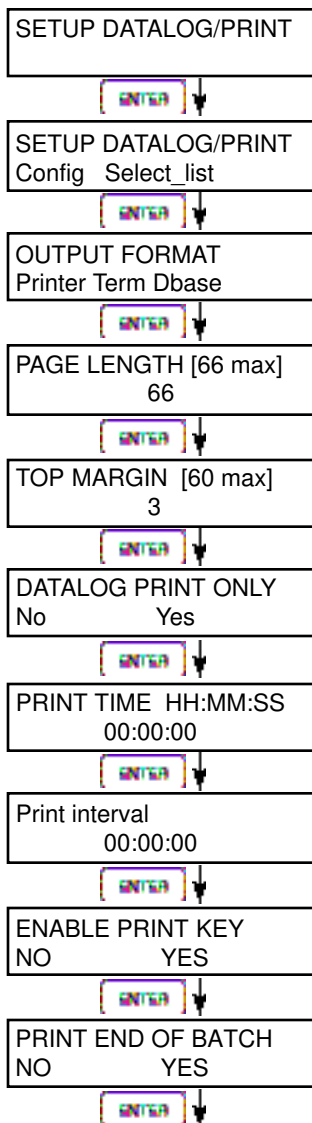 SETUP DATALOG/PRINT
ENTER
SETUP DATALOG/PRINT
Config Select_list
ENTER
OUTPUT FORMAT
Printer Term Dbase
ENTER
PAGE LENGTH [66 max]
66
ENTER
TOP MARGIN [60 max]
3
ENTER
DATALOG PRINT ONLY
No Yes
ENTER
PRINT TIME HH:MM:SS
00:00:00
ENTER
Print interval
00:00:00
ENTER
ENABLE PRINT KEY
NO YES
ENTER
PRINT END OF BATCH
NO YES
ENTER